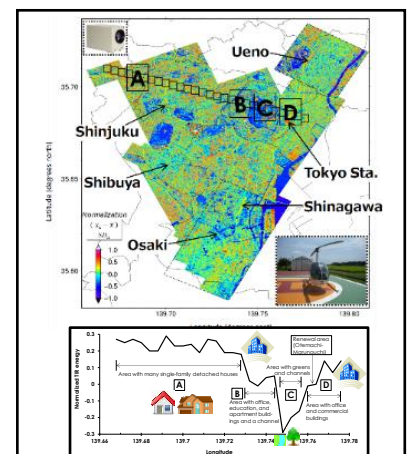 Ueno
35.70
A
B
C
D
Shinjuku
Latitude (degrees north)
Tokyo Sta.
35.65
Shibuya
Shinagawa
Normalization
Osaki
1.0
0.5
0.0
-0.5
-1.0
35.60
139.70
139.75
139.80
Normalized TIR energy
0.3
0.2
0.1
0
-0.1
-0.2
-0.3
Renewal area
(Otemachi-
Marunouchi)
Area with many single-family detached houses
Area with greens
and channels
A
B
C
D
Area with office,
education, and
apartment build-
ings and a channel
Area with office
and commercial
buildings
139.66
139.68
139.7
139.72
139.74
139.76
139.78
Longitude